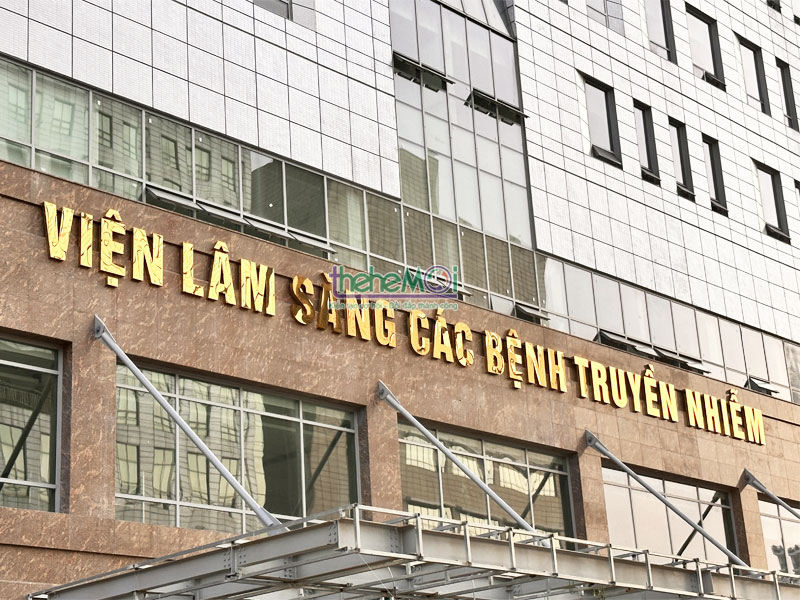 VIỆN LÂM SÀNG CÁC BỆNH TRUYỀN NHIỄM
theheMOI